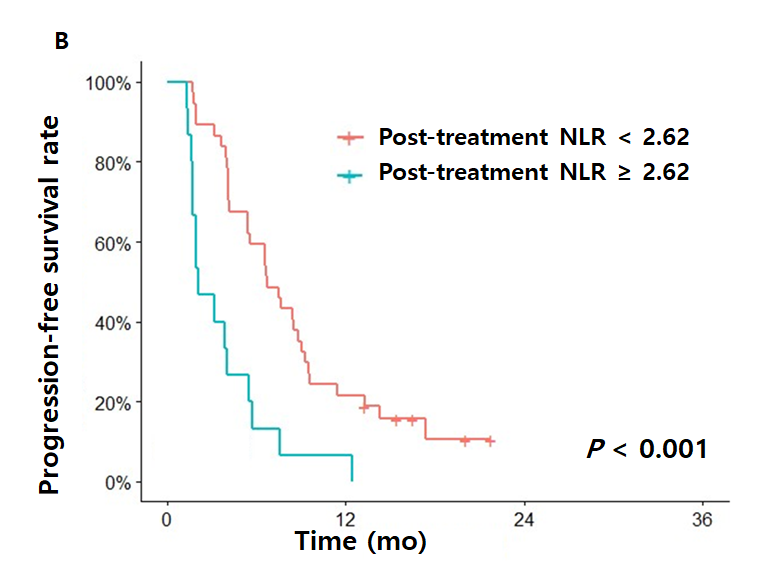 B
Progression-free survival rate
100%
80%
60%
40%
20%
0%
Post-treatment NLR < 2.62
Post-treatment NLR ≥ 2.62
P < 0.001
0 12 24 36
Time (mo)